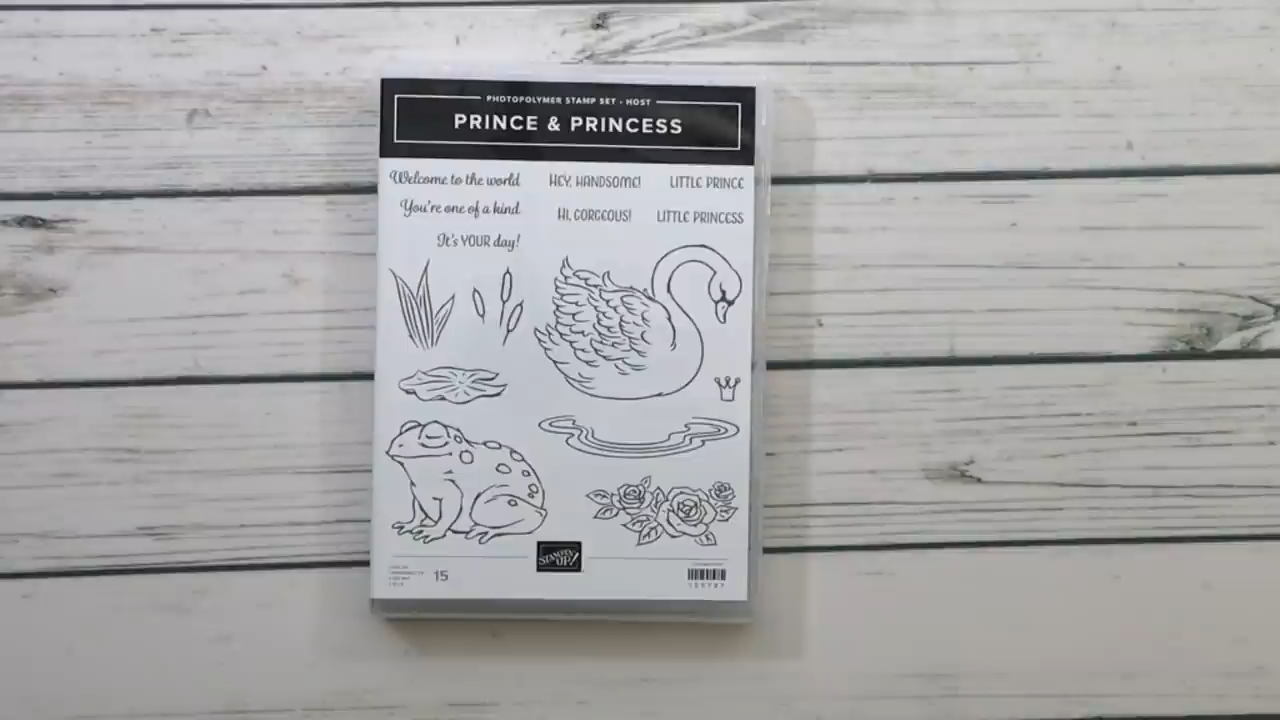 PHOTOPOLYMER STAMP SET • HOST
PRINCE & PRINCESS
Welcome to the world
You're one of a kind
It's YOUR day!
HEY, HANDSOME!
HI, GORGEOUS!
LITTLE PRINCE
LITTLE PRINCESS
STAMPIN' UP!
15